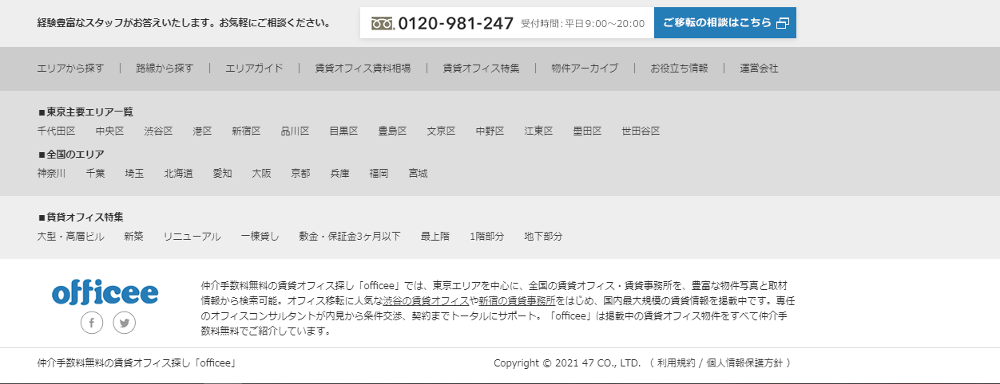 経験豊富なスタッフがお答えいたします。お気軽にご相談ください。 0120-981-247 受付時間：平日9:00～20:00 ご移転の相談はこちら
エリアから探す | 路線から探す | エリアガイド | 賃貸オフィス賃料相場 | 賃貸オフィス特集 | 物件アーカイブ | お役立ち情報 | 運営会社
■東京主要エリア一覧
千代田区 中央区 渋谷区 港区 新宿区 品川区 目黒区 豊島区 文京区 中野区 江東区 墨田区 世田谷区
■全国のエリア
神奈川 千葉 埼玉 北海道 愛知 大阪 京都 兵庫 福岡 宮城
■賃貸オフィス特集
大型・高層ビル 新築 リニューアル 一棟貸し 敷金・保証金3ヶ月以下 最上階 1階部分 地下部分
officee
仲介手数料無料の賃貸オフィス探し「officee」では、東京エリアを中心に、全国の賃貸オフィス・賃貸事務所を、豊富な物件写真と取材
情報から検索可能。オフィス移転に人気な渋谷の賃貸オフィスや新宿の賃貸事務所をはじめ、国内最大規模の賃貸情報を掲載中です。専任
のオフィスコンサルタントが内見から条件交渉、契約までトータルにサポート。「officee」は掲載中の賃貸オフィス物件をすべて仲介手
数料無料でご紹介しています。
仲介手数料無料の賃貸オフィス探し「officee」 Copyright © 2021 47 CO., LTD. （ 利用規約 / 個人情報保護方針 ）